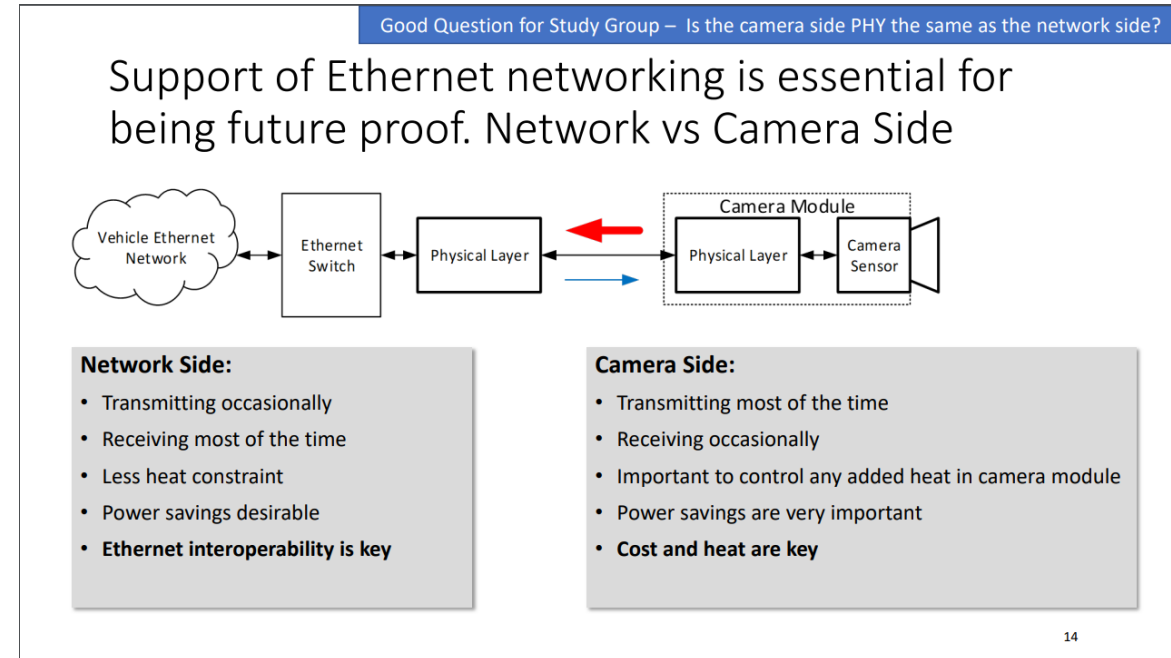 Good Question for Study Group – Is the camera side PHY the same as the network side?
Support of Ethernet networking is essential for
being future proof. Network vs Camera Side
Vehicle Ethernet
Network
Ethernet
Switch
Physical Layer
Camera Module
Physical Layer
Camera
Sensor
Network Side:
• Transmitting occasionally
• Receiving most of the time
• Less heat constraint
• Power savings desirable
• Ethernet interoperability is key
Camera Side:
• Transmitting most of the time
• Receiving occasionally
• Important to control any added heat in camera module
• Power savings are very important
• Cost and heat are key
14